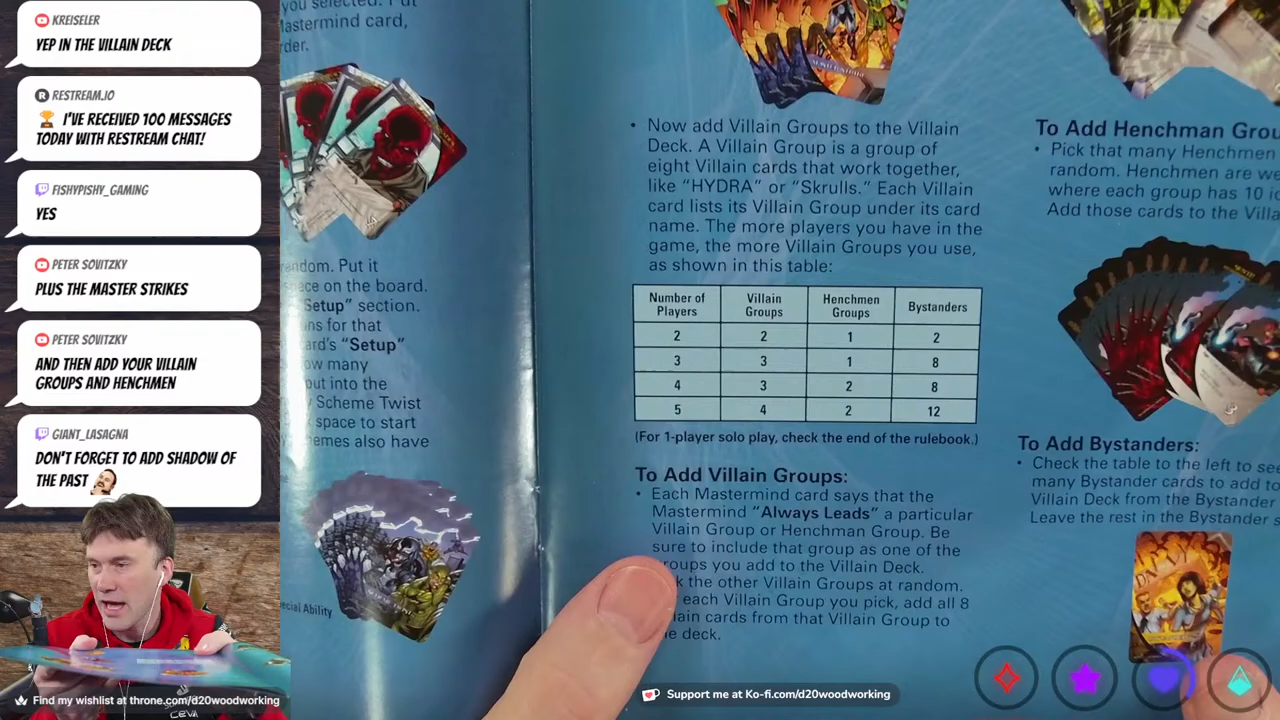 KREISELER
YEP IN THE VILLAIN DECK
RESTREAM.IO
🏆 I'VE RECEIVED 100 MESSAGES
TODAY WITH RESTREAM CHAT!
FISHYPISHY_GAMING
YES
PETER SOVITZKY
PLUS THE MASTER STRIKES
PETER SOVITZKY
AND THEN ADD YOUR VILLAIN
GROUPS AND HENCHMEN
GIANT_LASAGNA
DON'T FORGET TO ADD SHADOW OF
THE PAST
Find my wishlist at throne.com/d20woodworking
you selected. Put
Mastermind card,
random. Put it
on the board.
Setup" section.
for that
card's "Setup"
how many
put into the
Scheme Twist
space to start
also have
Special Ability
• Now add Villain Groups to the Villain
Deck. A Villain Group is a group of
eight Villain cards that work together,
like "HYDRA" or "Skrulls." Each Villain
card lists its Villain Group under its card
name. The more players you have in the
game, the more Villain Groups you use,
as shown in this table:
Number of Players Villain Groups Henchmen Groups Bystanders
2 2 1 2
3 3 1 8
4 3 2 8
5 4 2 12
(For 1-player solo play, check the end of the rulebook.)
To Add Villain Groups:
• Each Mastermind card says that the
Mastermind "Always Leads" a particular
Villain Group or Henchman Group. Be
sure to include that group as one of the
groups you add to the Villain Deck.
the other Villain Groups at random.
each Villain Group you pick, add all 8
cards from that Villain Group to
deck.
To Add Henchman
• Pick that many Henchmen
random. Henchmen are
where each group has 10
Add those cards to the
To Add Bystanders:
• Check the table to the left to see
many Bystander cards to add to
Villain Deck from the Bystander
Leave the rest in the Bystander
Support me at Ko-fi.com/d20woodworking